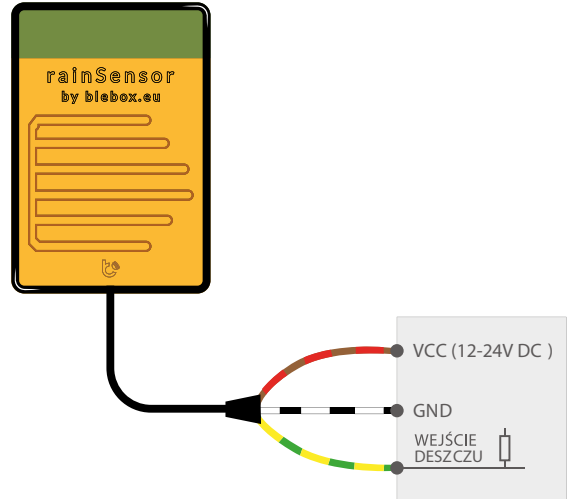 rainSensor
by blebox.eu
VCC (12-24V DC )
GND
WEJŚCIE
DESZCZU